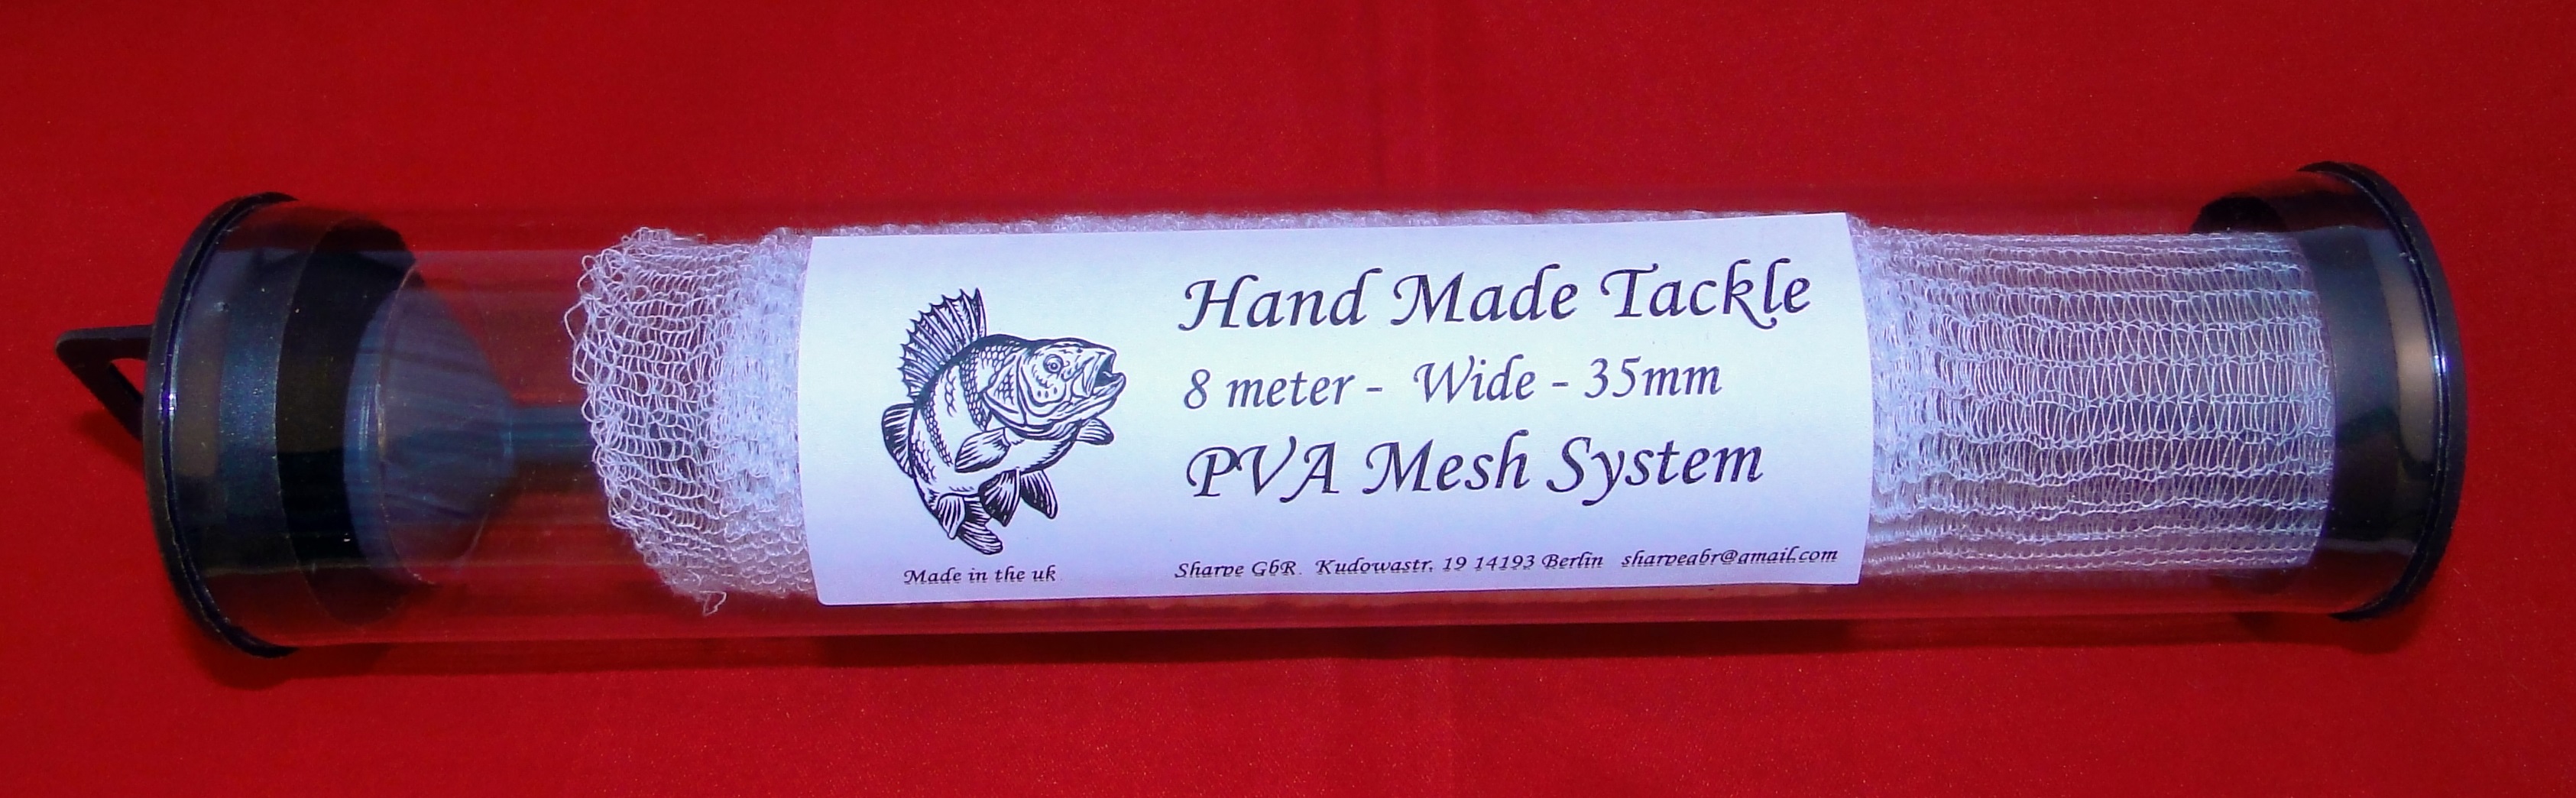 Hand Made Tackle
8 meter - Wide - 35mm
PVA Mesh System
Made in the uk
Sharpe GbR. Kudowastr. 19 14193 Berlin sharpegbr@gmail.com